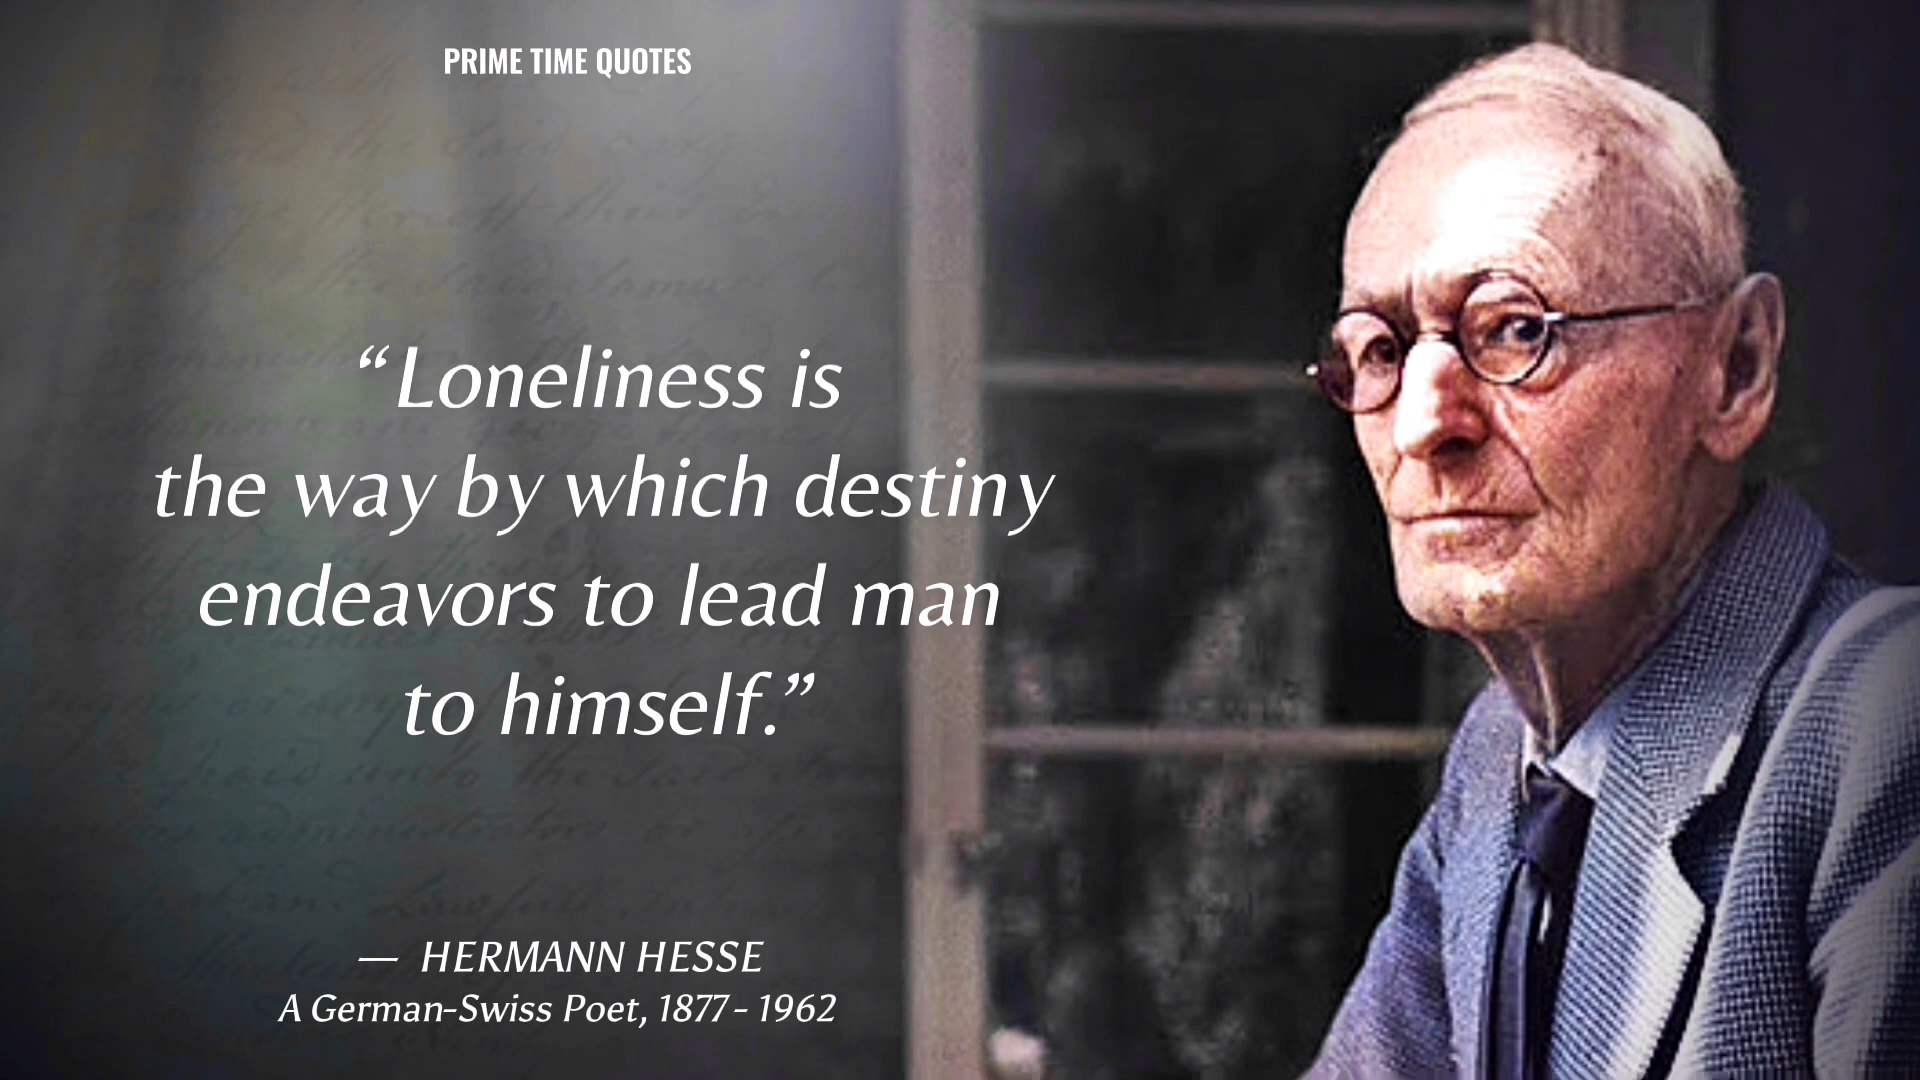 PRIME TIME QUOTES
“Loneliness is
the way by which destiny
endeavors to lead man
to himself.”
— HERMANN HESSE
A German-Swiss Poet, 1877- 1962